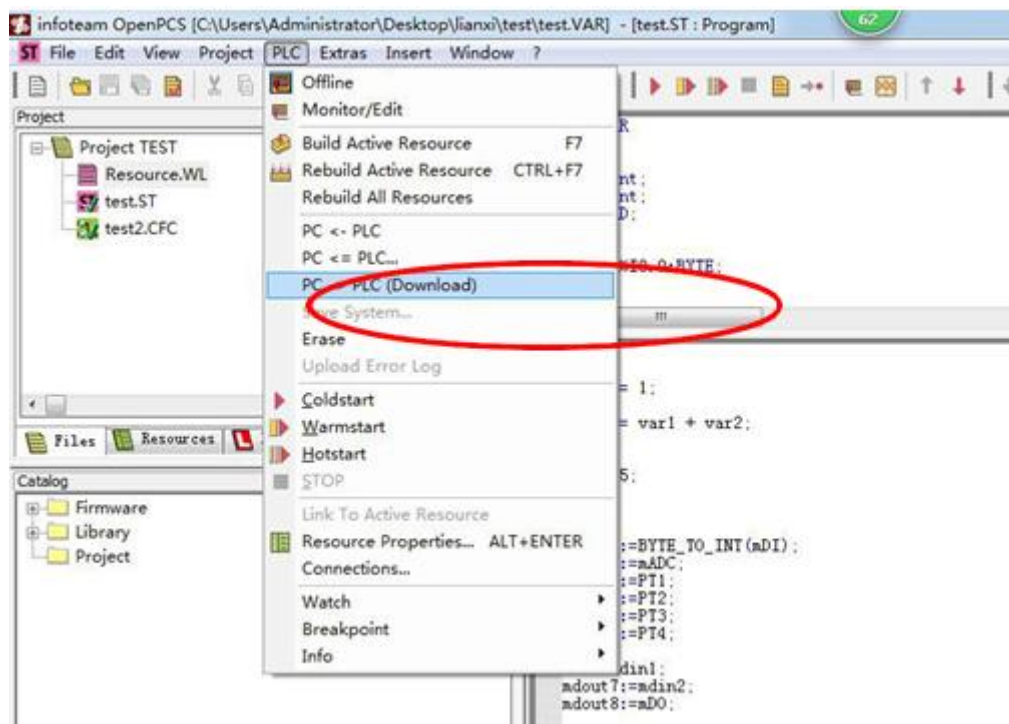 infoteam OpenPCS [C:\Users\Administrator\Desktop\lianxi\test\test.VAR] - [test.ST : Program]
62
ST File Edit View Project PLC Extras Insert Window ?
Project
Project TEST
Resource.WL
test.ST
test2.CFC
Files Resources
Catalog
Firmware
Library
Project
Offline
Monitor/Edit
Build Active Resource F7
Rebuild Active Resource CTRL+F7
Rebuild All Resources
PC <- PLC
PC <= PLC...
PC PLC (Download)
Save System...
Erase
Upload Error Log
Coldstart
Warmstart
Hotstart
STOP
Link To Active Resource
Resource Properties... ALT+ENTER
Connections...
Watch
Breakpoint
Info
R
nt;
nt;
D;
:BYTE;
= 1;
= var1 + var2;
5;
:=BYTE_TO_INT(mDI);
:=mADC;
:=PT1;
:=PT2;
:=PT3;
:=PT4;
din1;
mdout7:=mdin2;
mdout8:=mDO;